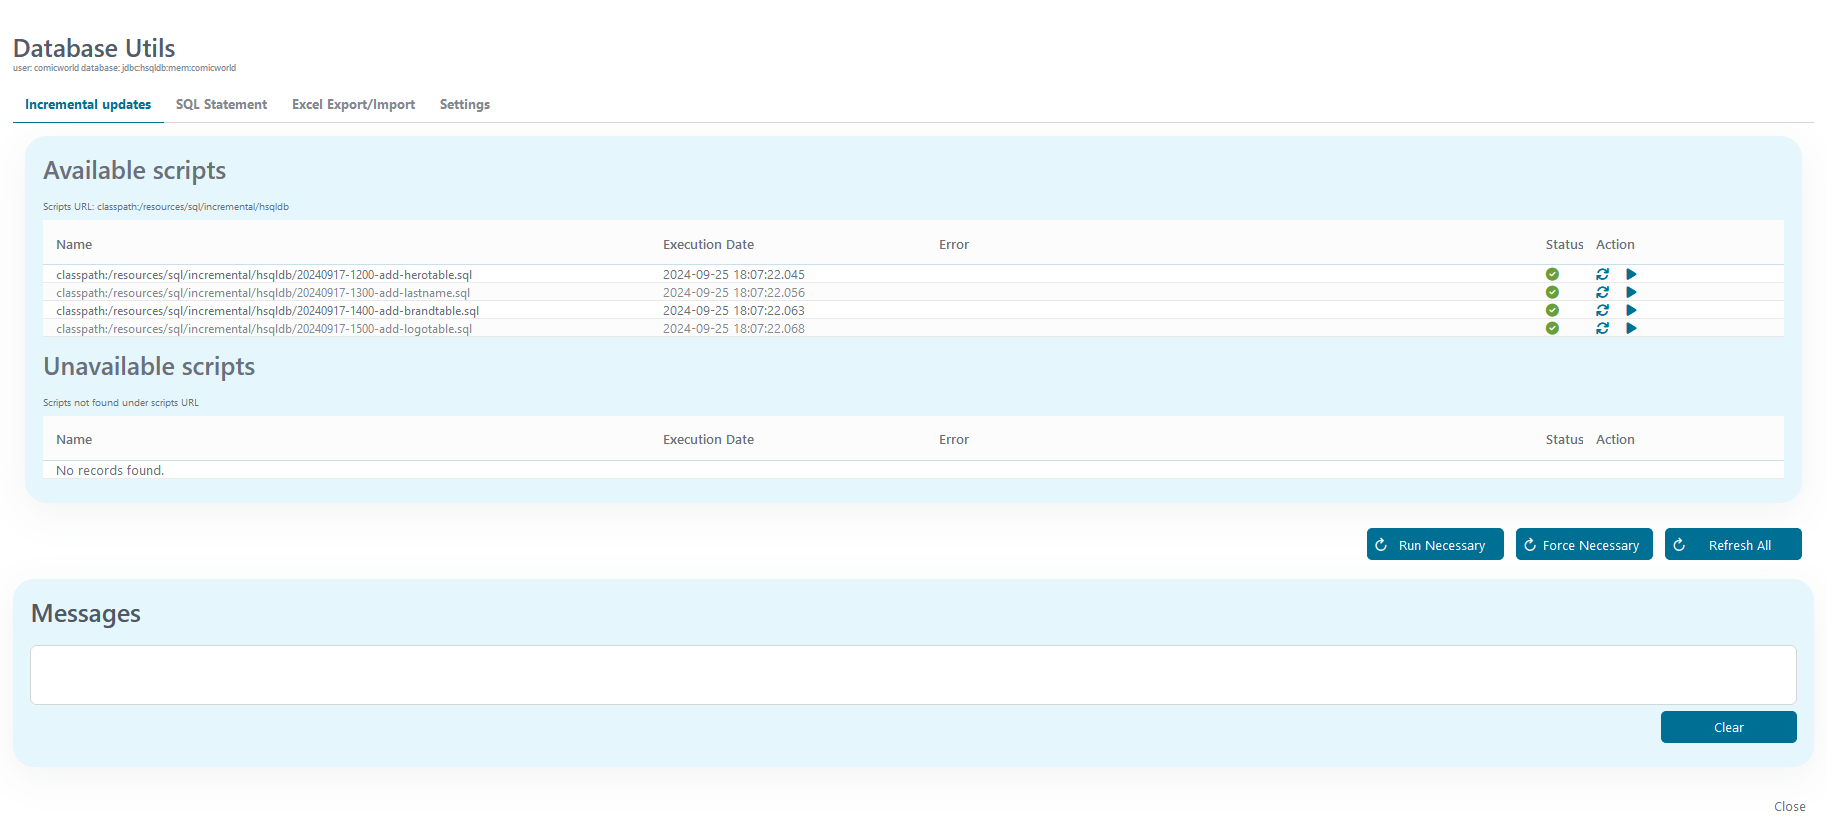 Database Utils
user: comicworld database: jdbc:hsqldb:mem:comicworld
Incremental updates SQL Statement Excel Export/Import Settings
Available scripts
Scripts URL: classpath:/resources/sql/incremental/hsqldb
Name Execution Date Error Status Action
classpath:/resources/sql/incremental/hsqldb/20240917-1200-add-herotable.sql 2024-09-25 18:07:22.045
classpath:/resources/sql/incremental/hsqldb/20240917-1300-add-lastname.sql 2024-09-25 18:07:22.056
classpath:/resources/sql/incremental/hsqldb/20240917-1400-add-brandtable.sql 2024-09-25 18:07:22.063
classpath:/resources/sql/incremental/hsqldb/20240917-1500-add-logotable.sql 2024-09-25 18:07:22.068
Unavailable scripts
Scripts not found under scripts URL
Name Execution Date Error Status Action
No records found.
Run Necessary Force Necessary Refresh All
Messages
Clear
Close